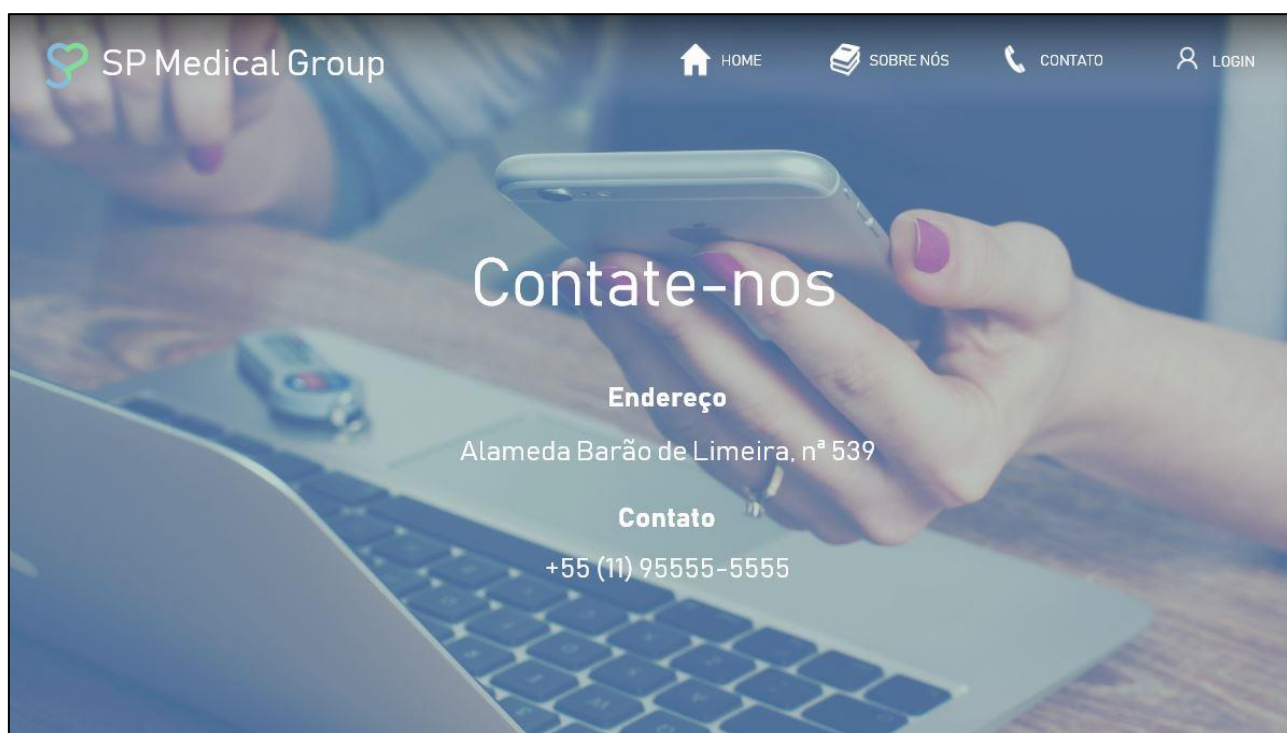 SP Medical Group
HOME
SOBRE NÓS
CONTATO
LOGIN
Contate-nos
Endereço
Alameda Barão de Limeira, nª 539
Contato
+55 (11) 95555-5555